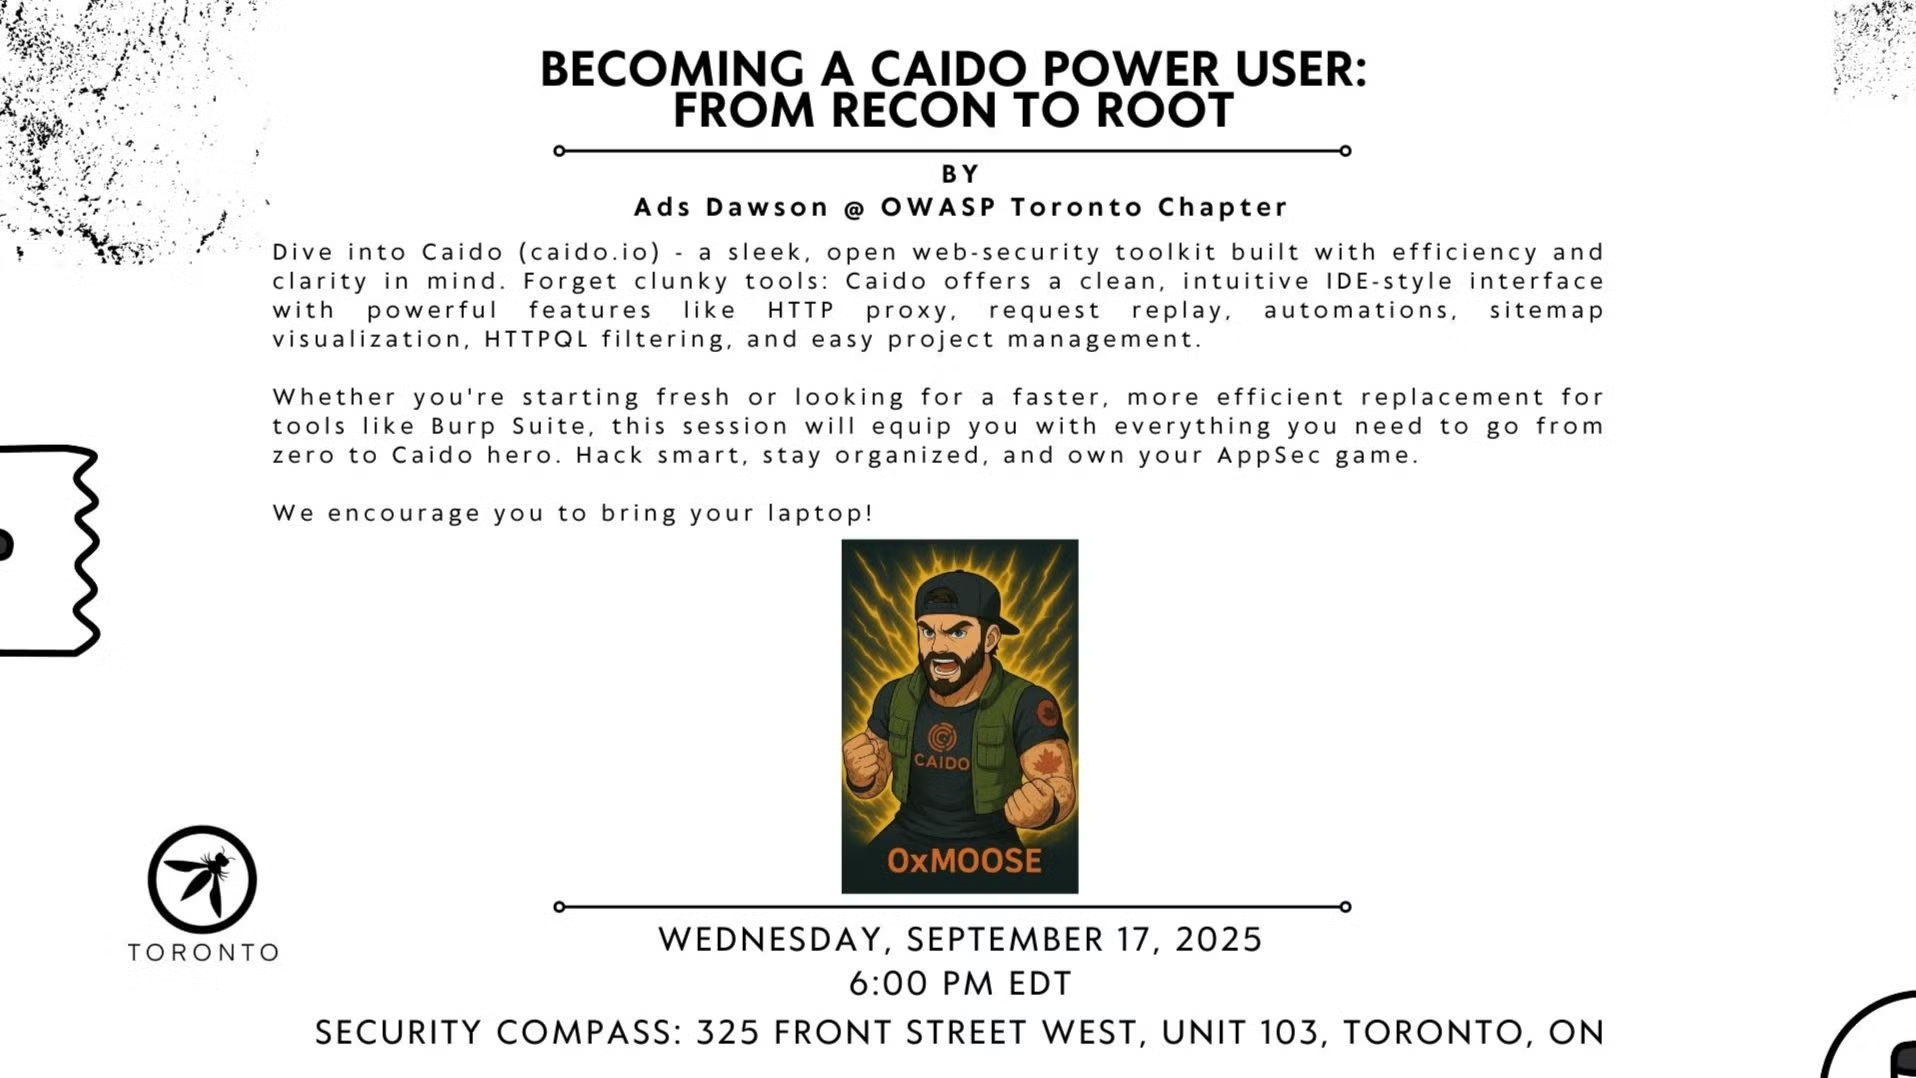 BECOMING A CAIDO POWER USER:
FROM RECON TO ROOT
BY
Ads Dawson @ OWASP Toronto Chapter
Dive into Caido (caido.io) - a sleek, open web-security toolkit built with efficiency and
clarity in mind. Forget clunky tools: Caido offers a clean, intuitive IDE-style interface
with powerful features like HTTP proxy, request replay, automations, sitemap
visualization, HTTPQL filtering, and easy project management.
Whether you're starting fresh or looking for a faster, more efficient replacement for
tools like Burp Suite, this session will equip you with everything you need to go from
zero to Caido hero. Hack smart, stay organized, and own your AppSec game.
We encourage you to bring your laptop!
CAIDO
0xMOOSE
TORONTO
WEDNESDAY, SEPTEMBER 17, 2025
6:00 PM EDT
SECURITY COMPASS: 325 FRONT STREET WEST, UNIT 103, TORONTO, ON